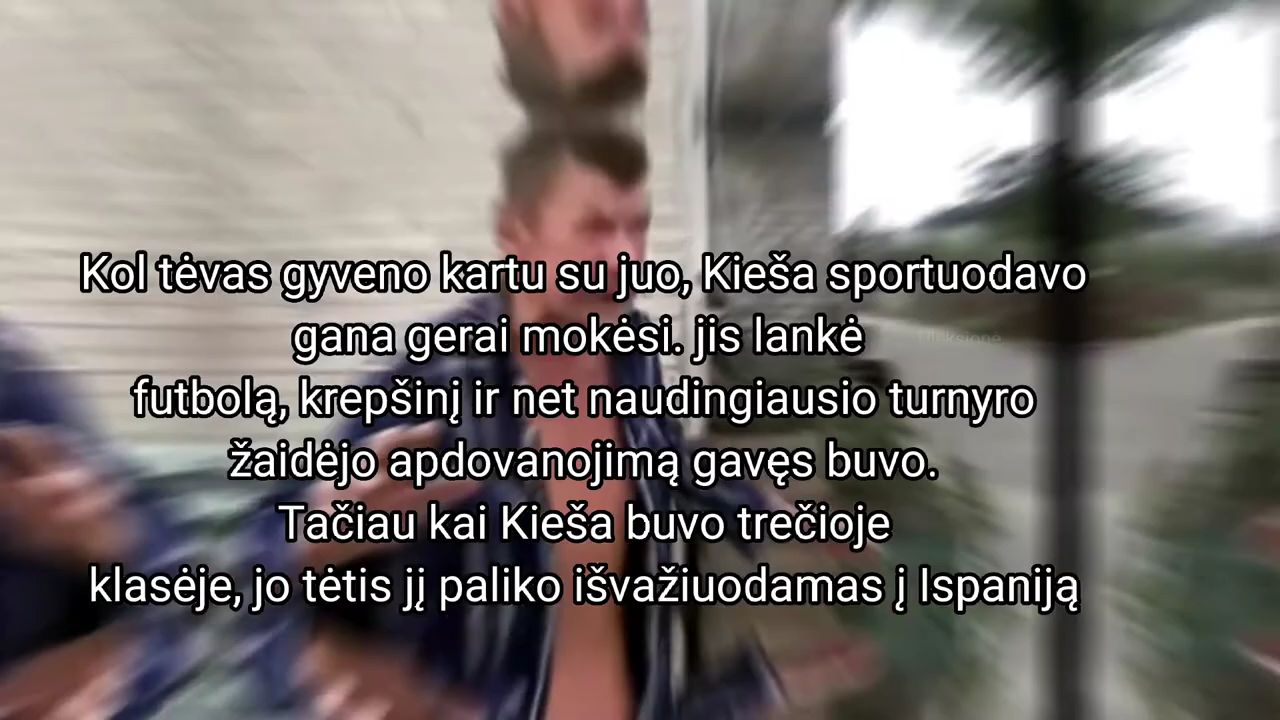 Kol tėvas gyveno kartu su juo, Kieša sportuodavo
gana gerai mokėsi. jis lankė
futbolą, krepšinį ir net naudingiausio turnyro
žaidėjo apdovanojimą gavęs buvo.
Tačiau kai Kieša buvo trečioje
klasėje, jo tėtis jį paliko išvažiuodamas į Ispaniją